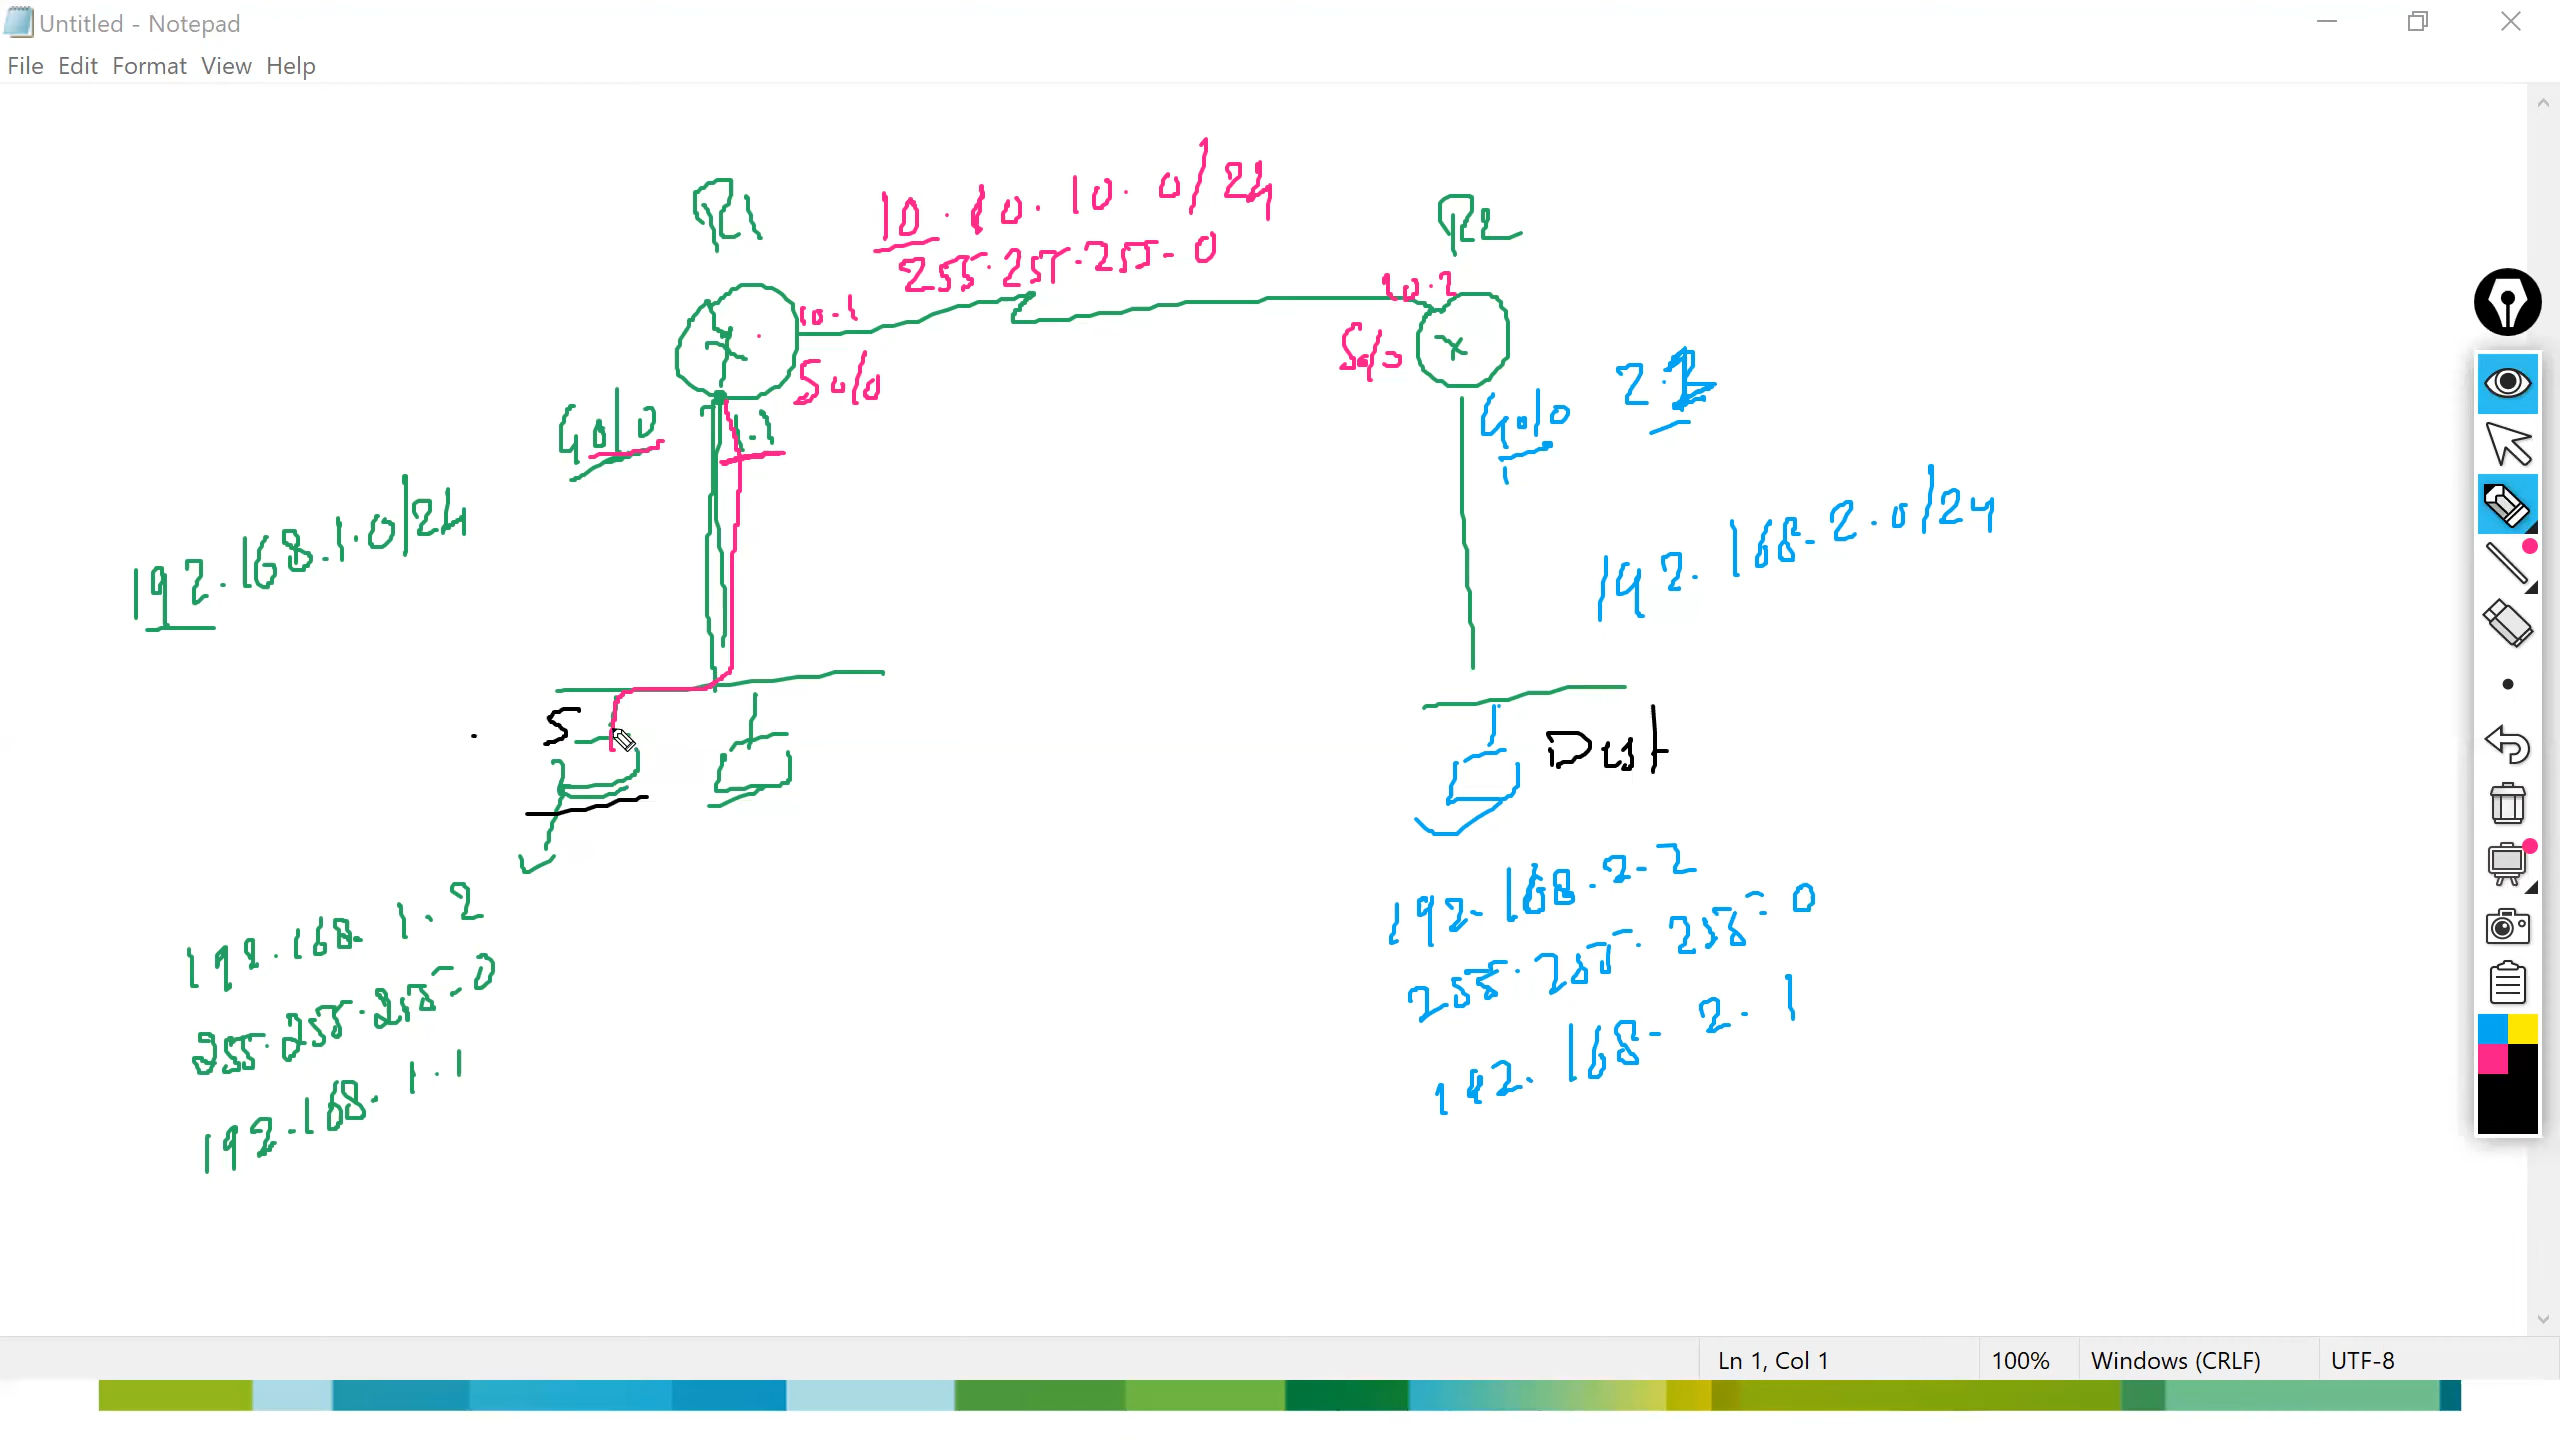 Untitled - Notepad
File Edit Format View Help
R1
10.10.10.0/24
255.255.255.0
R2
10.1
10.2
S0/0
G0/0
1.1
G0/0
2.1
192.168.1.0/24
192.168.2.0/24
S
Dest
192.168.1.2
255.255.255.0
192.168.1.1
192.168.2.2
255.255.255.0
192.168.2.1
Ln 1, Col 1
100%
Windows (CRLF)
UTF-8